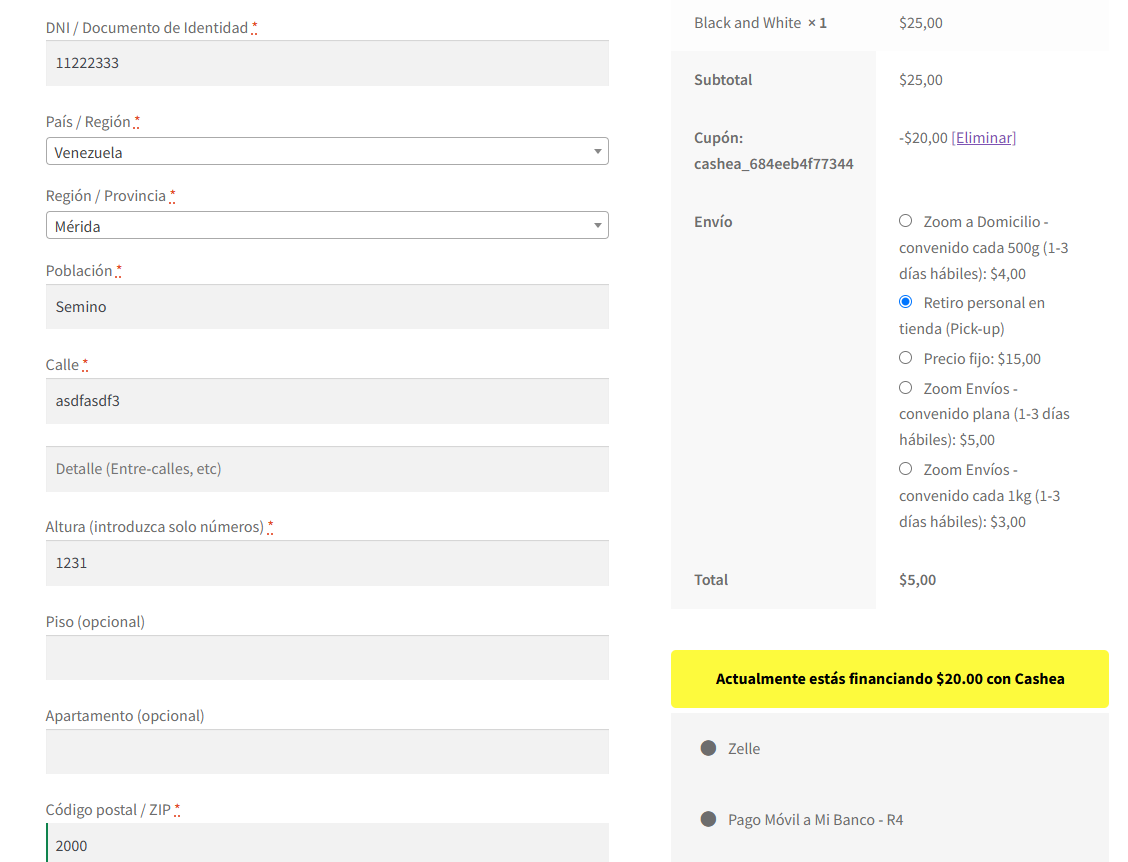 DNI / Documento de Identidad *
11222333
País / Región *
Venezuela
Región / Provincia *
Mérida
Población *
Semino
Calle *
asdfasdf3
Detalle (Entre-calles, etc)
Altura (introduzca solo números) *
1231
Piso (opcional)
Apartamento (opcional)
Código postal / ZIP *
2000
Black and White × 1
$25,00
Subtotal
$25,00
Cupón:
cashea_684eeb4f77344
-$20,00 [Eliminar]
Envío
Zoom a Domicilio -
convenido cada 500g (1-3
días hábiles): $4,00
Retiro personal en
tienda (Pick-up)
Precio fijo: $15,00
Zoom Envíos -
convenido plana (1-3 días
hábiles): $5,00
Zoom Envíos -
convenido cada 1kg (1-3
días hábiles): $3,00
Total
$5,00
Actualmente estás financiando $20.00 con Cashea
Zelle
Pago Móvil a Mi Banco - R4